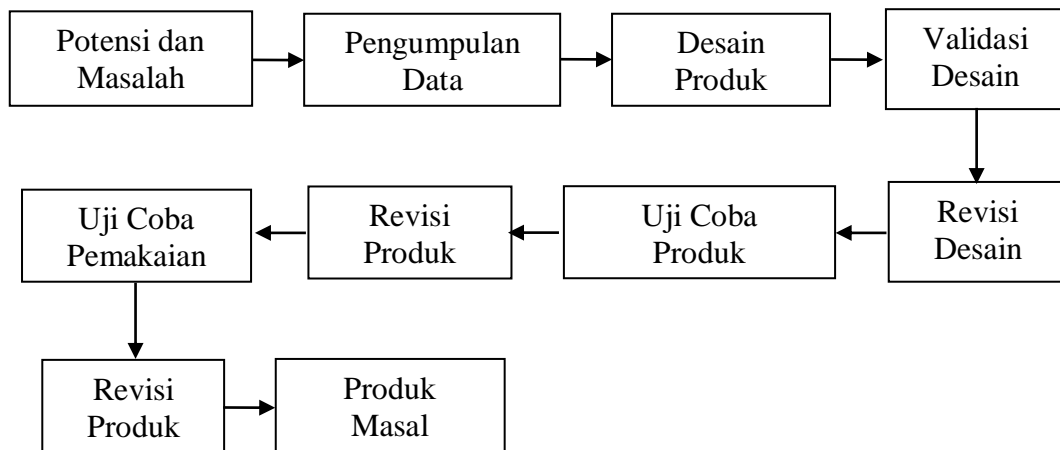 Potensi dan
Masalah
Pengumpulan
Data
Desain
Produk
Validasi
Desain
Revisi
Desain
Uji Coba
Produk
Revisi
Produk
Uji Coba
Pemakaian
Revisi
Produk
Produk
Masal